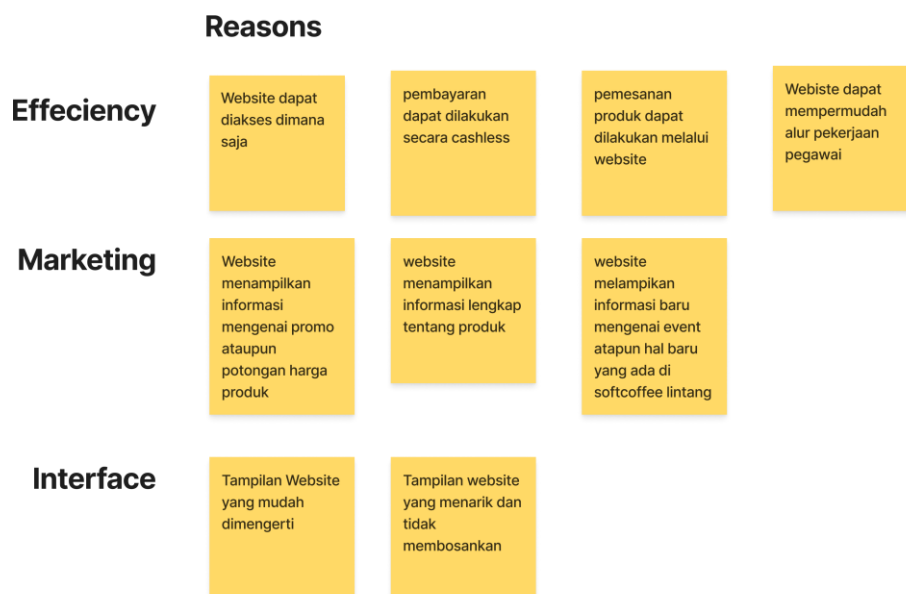 Reasons
Effeciency
Website dapat
diakses dimana
saja
pembayaran
dapat dilakukan
secara cashless
pemesanan
produk dapat
dilakukan melalui
website
Webiste dapat
mempermudah
alur pekerjaan
pegawai
Marketing
Website
menampilkan
informasi
mengenai promo
ataupun
potongan harga
produk
website
menampilkan
informasi lengkap
tentang produk
website
melampikan
informasi baru
mengenai event
atapun hal baru
yang ada di
softcoffee lintang
Interface
Tampilan Website
yang mudah
dimengerti
Tampilan website
yang menarik dan
tidak
membosankan